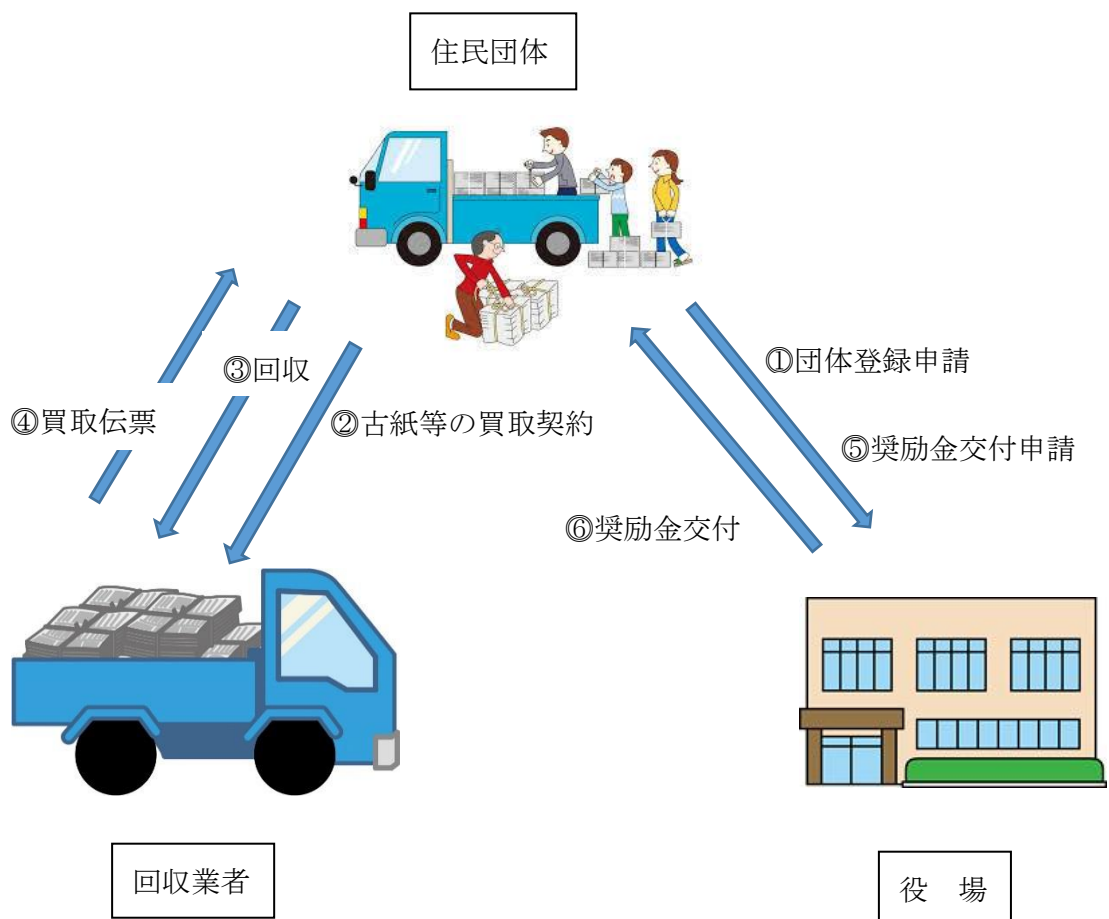 住民団体
③回収
①団体登録申請
④買取伝票
②古紙等の買取契約
⑤奨励金交付申請
⑥奨励金交付
回収業者
役　場